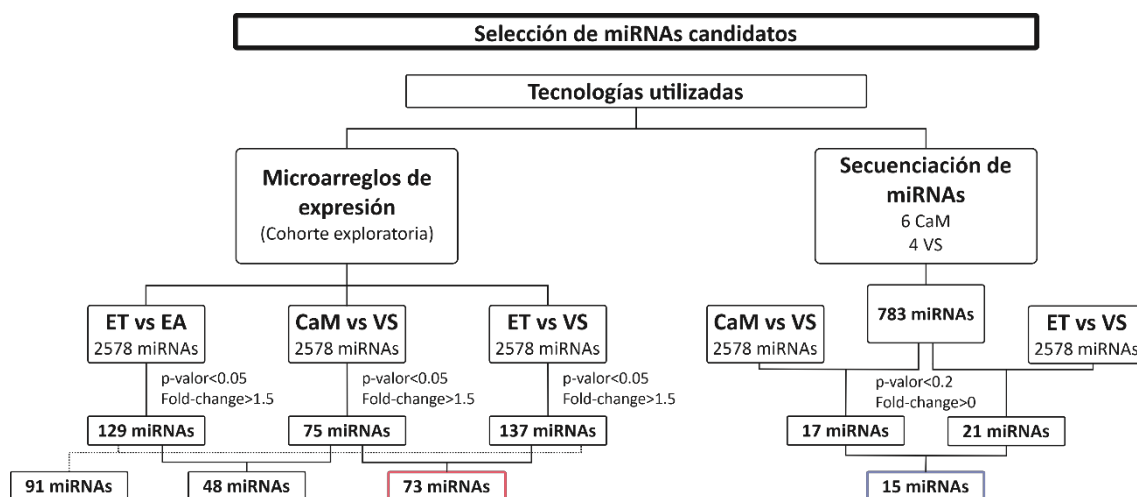 Selección de miRNAs candidatos
Tecnologías utilizadas
Microarreglos de
expresión
(Cohorte exploratoria)
Secuenciación de
miRNAs
6 CaM
4 VS
ET vs EA
2578 miRNAs
CaM vs VS
2578 miRNAs
ET vs VS
2578 miRNAs
CaM vs VS
2578 miRNAs
783 miRNAs
ET vs VS
2578 miRNAs
p-valor<0.05
Fold-change>1.5
p-valor<0.05
Fold-change>1.5
p-valor<0.05
Fold-change>1.5
p-valor<0.2
Fold-change>0
129 miRNAs
75 miRNAs
137 miRNAs
17 miRNAs
21 miRNAs
91 miRNAs
48 miRNAs
73 miRNAs
15 miRNAs